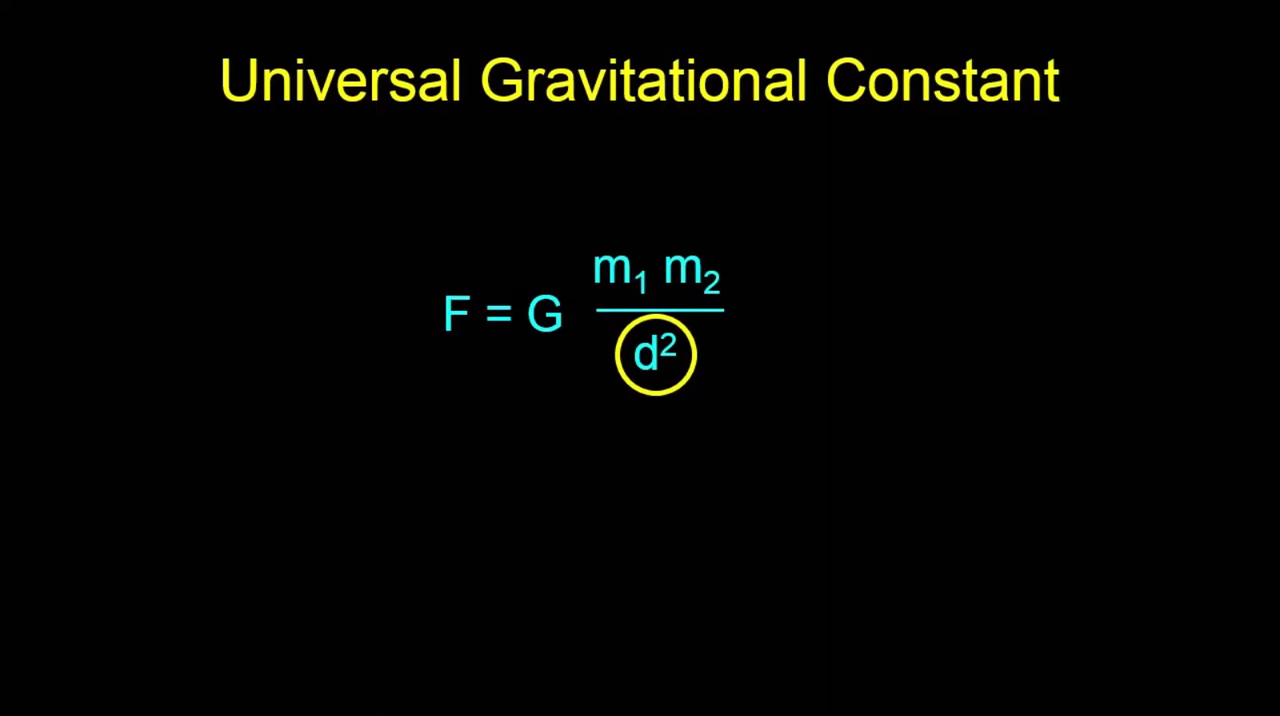 Universal Gravitational Constant
F = G m₁ m₂
d²